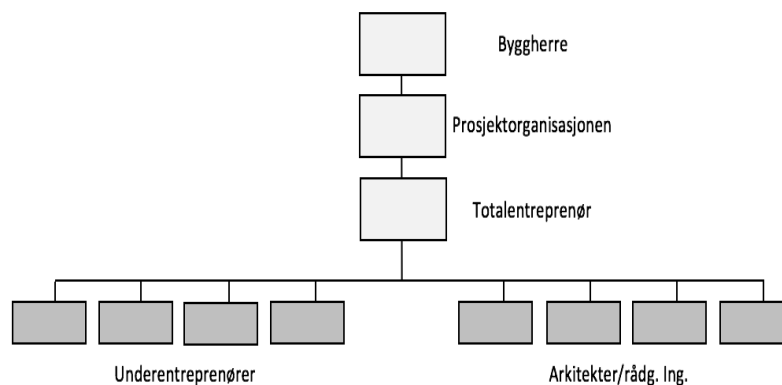 Byggherre
Prosjektorganisasjonen
Totalentreprenør
Underentreprenører
Arkitekter/rådg. Ing.